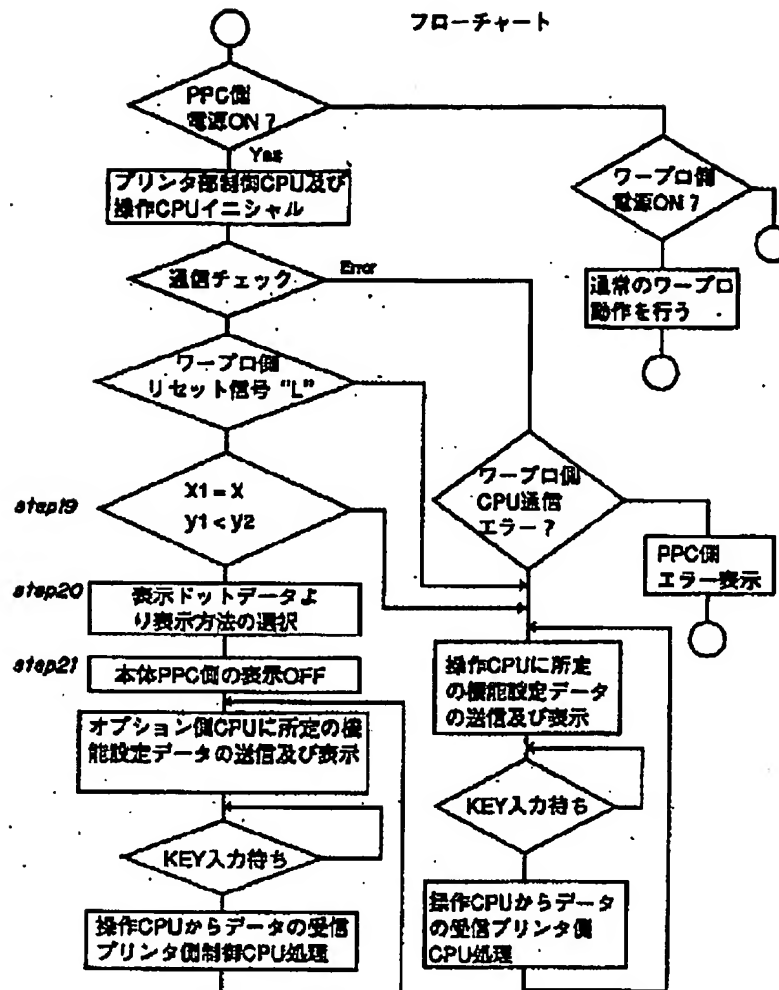 フローチャート
PPC側
電源ON?
Yes
プリンタ部制御CPU及び
操作CPUイニシャル
ワープロ側
電源ON?
通信チェック
Error
通常のワープロ
動作を行う
ワープロ側
リセット信号 "L"
step19
X1 = X
y1 < y2
ワープロ側
CPU通信
エラー?
PPC側
エラー表示
step20
表示ドットデータよ
り表示方法の選択
step21
本体PPC側の表示OFF
操作CPUに所定
の機能設定データ
の送信及び表示
オプション側CPUに所定の機
能設定データの送信及び表示
KEY入力待ち
KEY入力待ち
操作CPUからデータの受信
プリンタ側制御CPU処理
操作CPUからデータ
の受信プリンタ側
CPU処理